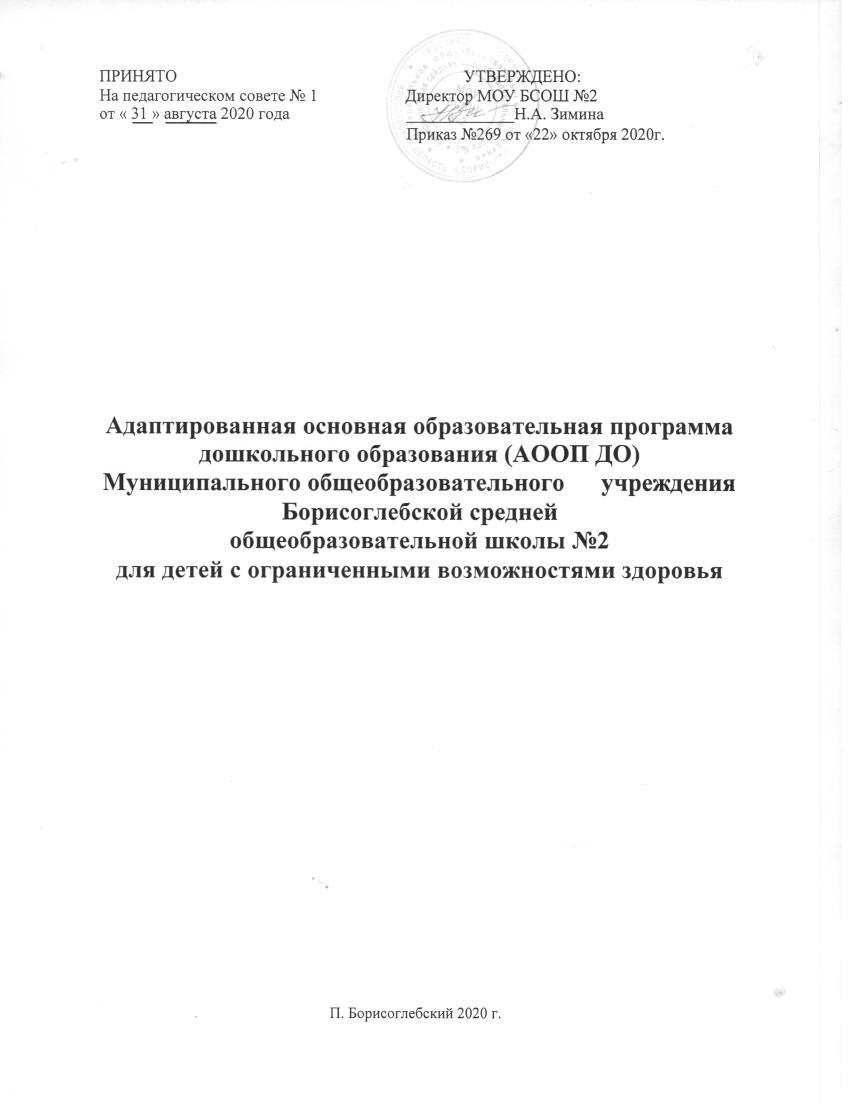 ПРИНЯТО
На педагогическом совете № 1
от « 31 » августа 2020 года
УТВЕРЖДЕНО:
Директор МОУ БСОШ №2
_____________Н.А. Зимина
Приказ №269 от «22» октября 2020г.
Адаптированная основная образовательная программа
дошкольного образования (АООП ДО)
Муниципального общеобразовательного учреждения
Борисоглебской средней
общеобразовательной школы №2
для детей с ограниченными возможностями здоровья
П. Борисоглебский 2020 г.